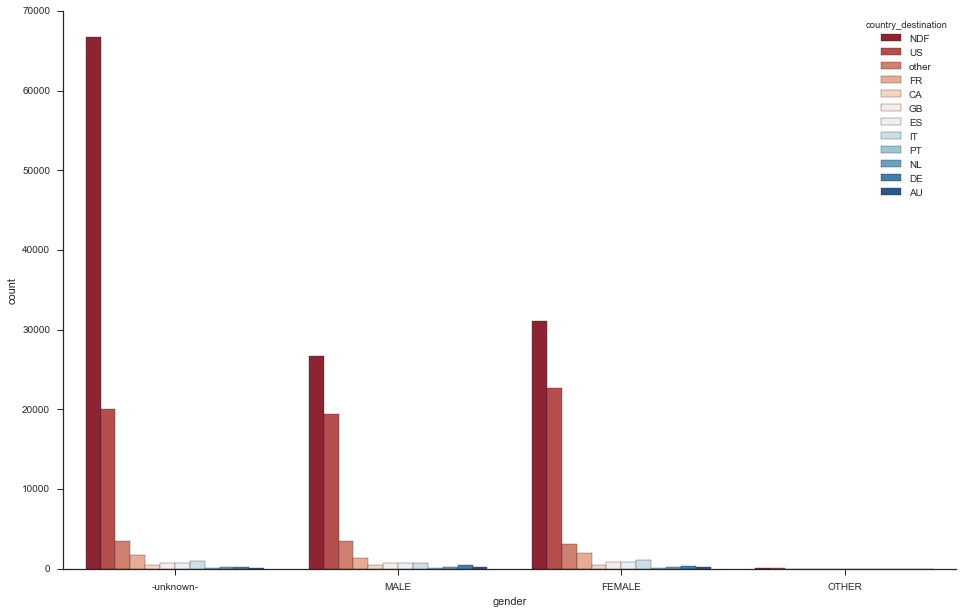 70000
60000
50000
40000
30000
20000
10000
0
count
-unknown-
MALE
FEMALE
OTHER
gender
country_destination
NDF
US
other
FR
CA
GB
ES
IT
PT
NL
DE
AU